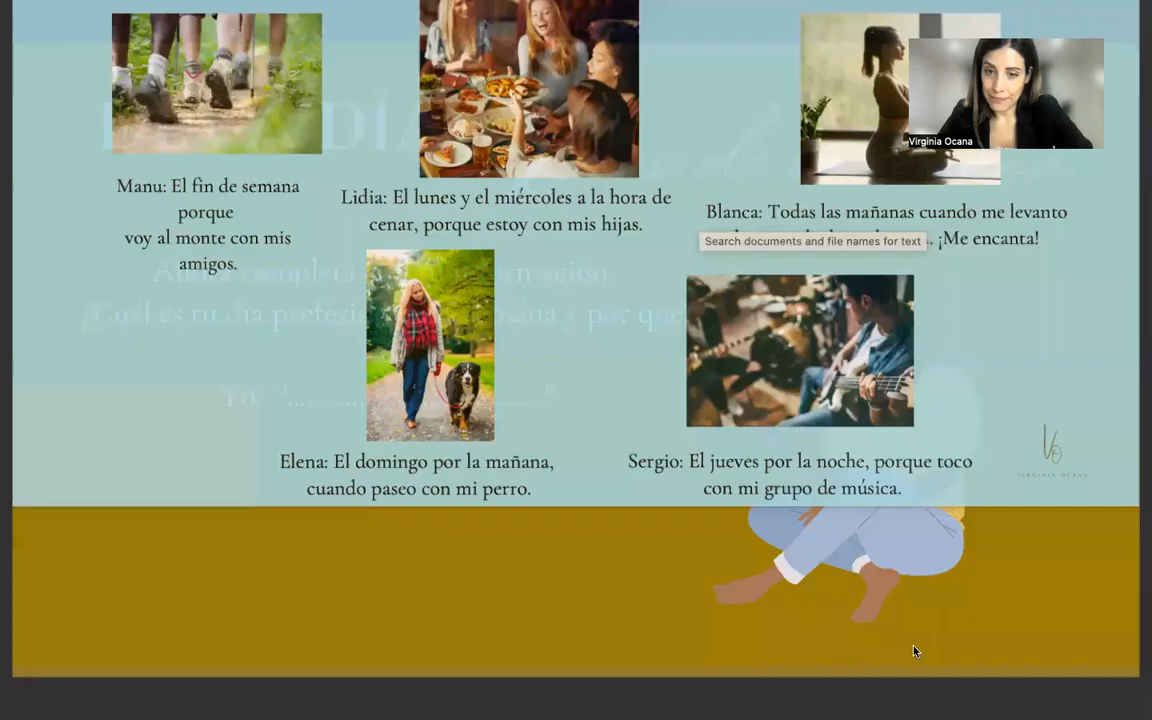 Virginia Ocana
Manu: El fin de semana
porque
voy al monte con mis
amigos.
Lidia: El lunes y el miércoles a la hora de
cenar, porque estoy con mis hijas.
Blanca: Todas las mañanas cuando me levanto
¡Me encanta!
Search documents and file names for text
Elena: El domingo por la mañana,
cuando paseo con mi perro.
Sergio: El jueves por la noche, porque toco
con mi grupo de música.
VIRGINIA OCANA